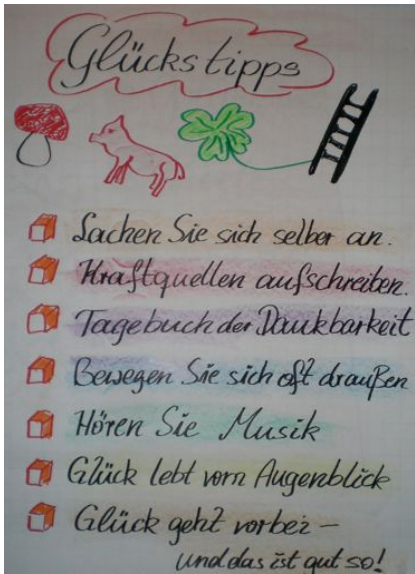 Glückstipps
Lachen Sie sich selber an.
Kraftquellen aufschreiben.
Tagebuch der Dankbarkeit
Bewegen Sie sich oft draußen
Hören Sie Musik
Glück lebt vom Augenblick
Glück geht vorbei –
und das ist gut so!